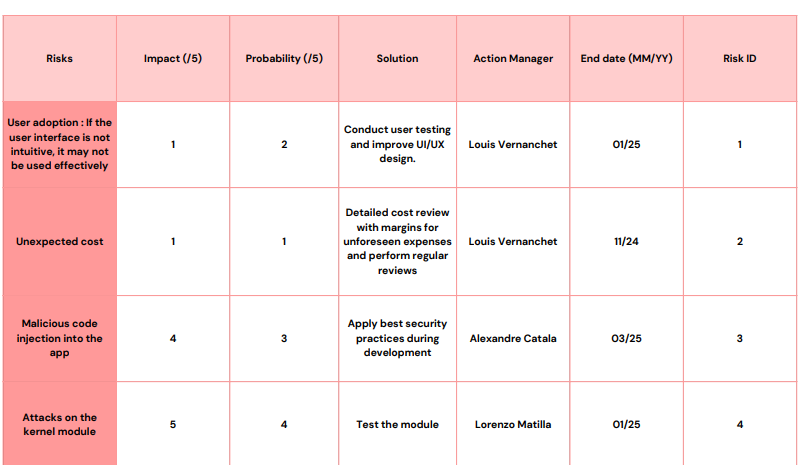 Risks
Impact (/5)
Probability (/5)
Solution
Action Manager
End date (MM/YY)
Risk ID
User adoption : If the
user interface is not
intuitive, it may not
be used effectively
1
2
Conduct user testing
and improve UI/UX
design.
Louis Vernanchet
01/25
1
Unexpected cost
1
1
Detailed cost review
with margins for
unforeseen expenses
and perform regular
reviews
Louis Vernanchet
11/24
2
Malicious code
injection into the
app
4
3
Apply best security
practices during
development
Alexandre Catala
03/25
3
Attacks on the
kernel module
5
4
Test the module
Lorenzo Matilla
01/25
4